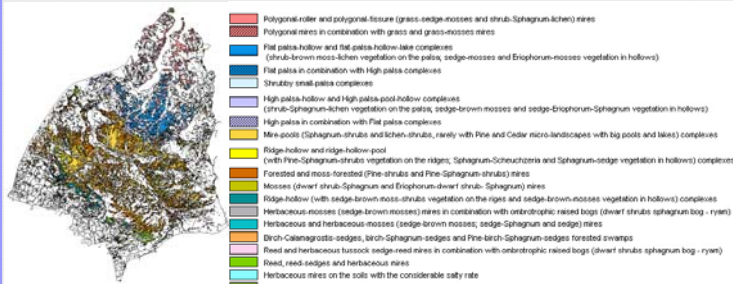 Polygonal-roller and polygonal-fissure (grass-sedge-mosses and shrub-Sphagnum-lichen) mires
Polygonal mires in combination with grass and grass-mosses mires
Flat palsa-hollow and flat-palsa-hollow-lake complexes
(shrub-brown moss-lichen vegetation on the palsa; sedge-mosses and Eriophorum-mosses vegetation in hollows)
Flat palsa in combination with High palsa-complexes
Shrubby small-palsa complexes
High palsa-hollow and High palsa-pool-hollow complexes
(shrub-Sphagnum-lichen vegetation on the palsa; sedge-brown mosses and sedge-Eriophorum-Sphagnum vegetation in hollows)
High palsa in combination with Flat palsa complexes
Mire-pools (Sphagnum-shrubs and lichen-shrubs, rarely with Pine and Cedar micro-landscapes with big pools and lakes) complexes
Ridge-hollow and ridge-hollow-pool
(with Pine-Sphagnum-shrubs vegetation on the ridges; Sphagnum-Scheuchzeria and Sphagnum-sedge vegetation in hollows) complexes
Forested and moss-forested (Pine-shrubs and Pine-Sphagnum-shrubs) mires
Mosses (dwarf shrub-Sphagnum and Eriophorum-dwarf shrub- Sphagnum) mires
Ridge-hollow (with sedge-brown moss-shrubs vegetation on the riges and sedge-brown-mosses vegetation in hollows) complexes
Herbaceous-mosses (sedge-brown mosses) mires in combination with ombrotrophic raised bogs (dwarf shrubs sphagnum bog - ryam)
Herbaceous and herbaceous-mosses (sedge-brown mosses; sedge-Sphagnum and sedge) mires
Birch-Calamagrostis-sedges, birch-Sphagnum-sedges and Pine-birch-Sphagnum-sedges forested swamps
Reed and herbaceous tussock sedge-reed mires in combination with ombrotrophic raised bogs (dwarf shrubs sphagnum bog - ryam)
Reed, reed-sedges and herbaceous mires
Herbaceous mires on the soils with the considerable salty rate